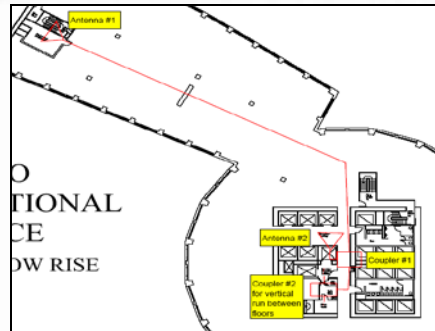 Antenna #1
O
TIONAL
CE
OW RISE
Antenna #2
Coupler #1
Coupler #2
for vertical
run between
floors